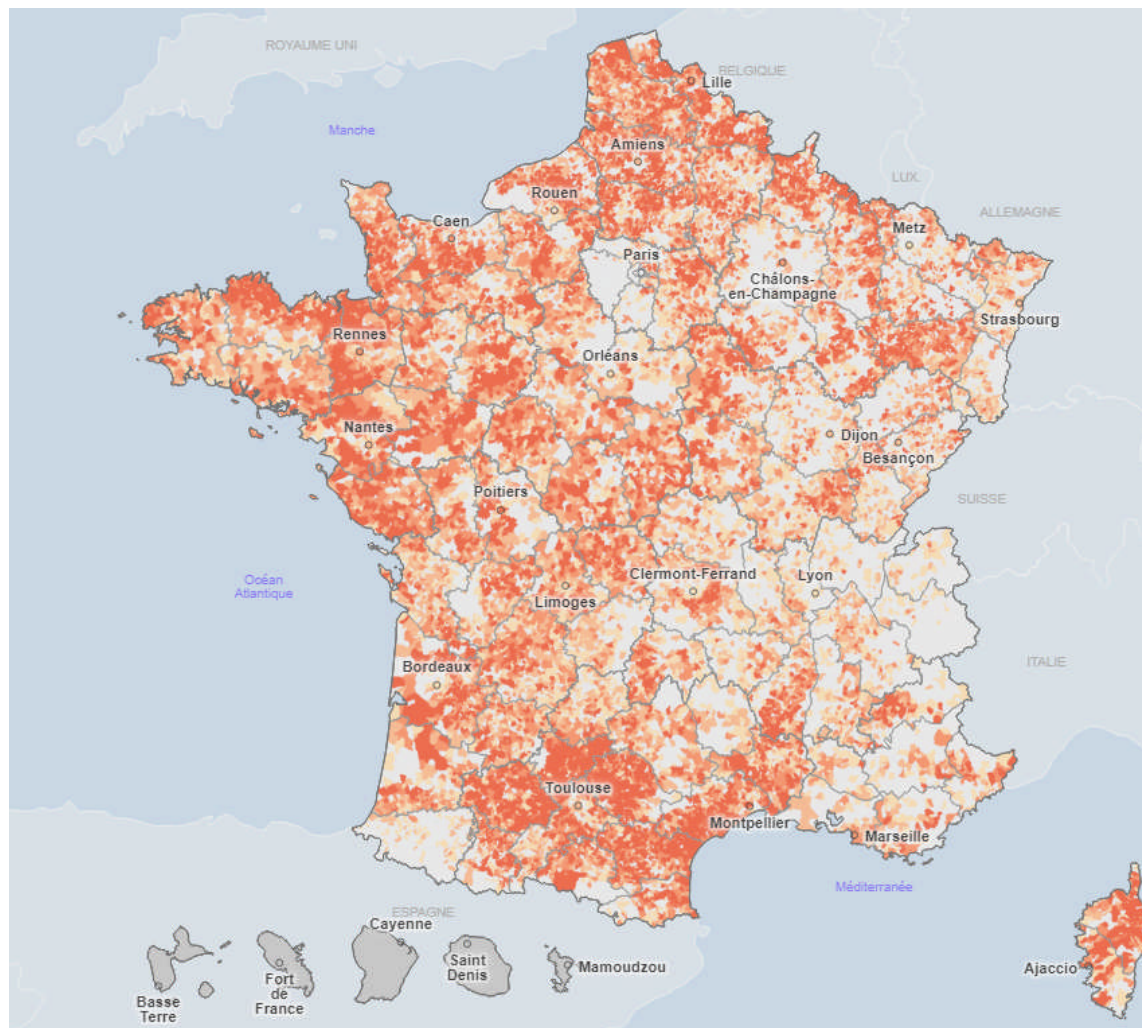 ROYAUME UNI
BELGIQUE
Lille
Manche
Amiens
LUX.
Rouen
ALLEMAGNE
Caen
Metz
Paris
Châlons-
en-Champagne
Strasbourg
Rennes
Orléans
Nantes
Dijon
Besançon
Poitiers
SUISSE
Océan
Atlantique
Clermont-Ferrand
Lyon
Limoges
ITALIE
Bordeaux
Toulouse
Montpellier
Marseille
Méditerranée
ESPAGNE
Cayenne
Saint
Denis
Mamoudzou
Ajaccio
Fort
de
France
Basse
Terre